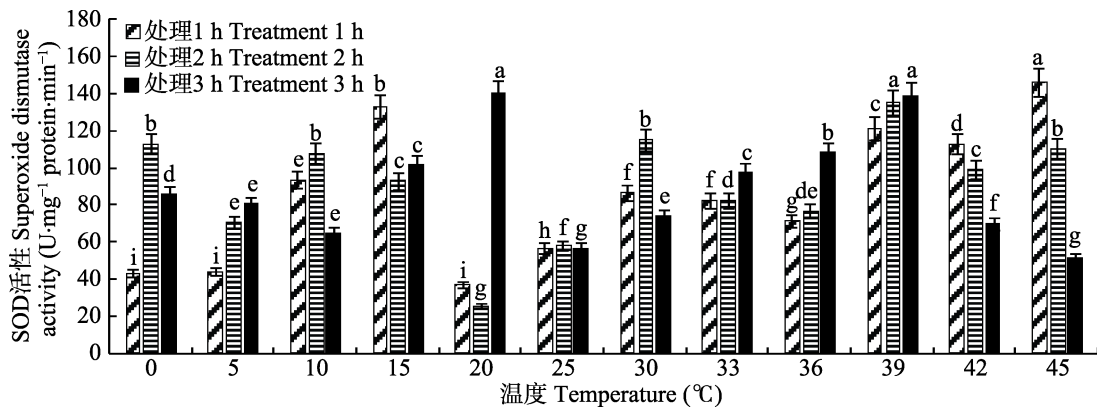 SOD活性 Superoxide dismutase
activity (U·mg⁻¹ protein·min⁻¹)
180
160
140
120
100
80
60
40
20
0
处理1 h Treatment 1 h
处理2 h Treatment 2 h
处理3 h Treatment 3 h
i b d
i e e
e b e
b c c
i g a
h f g
f b e
f d c
g de b
c a a
d c f
a b g
0 5 10 15 20 25 30 33 36 39 42 45
温度 Temperature (℃)